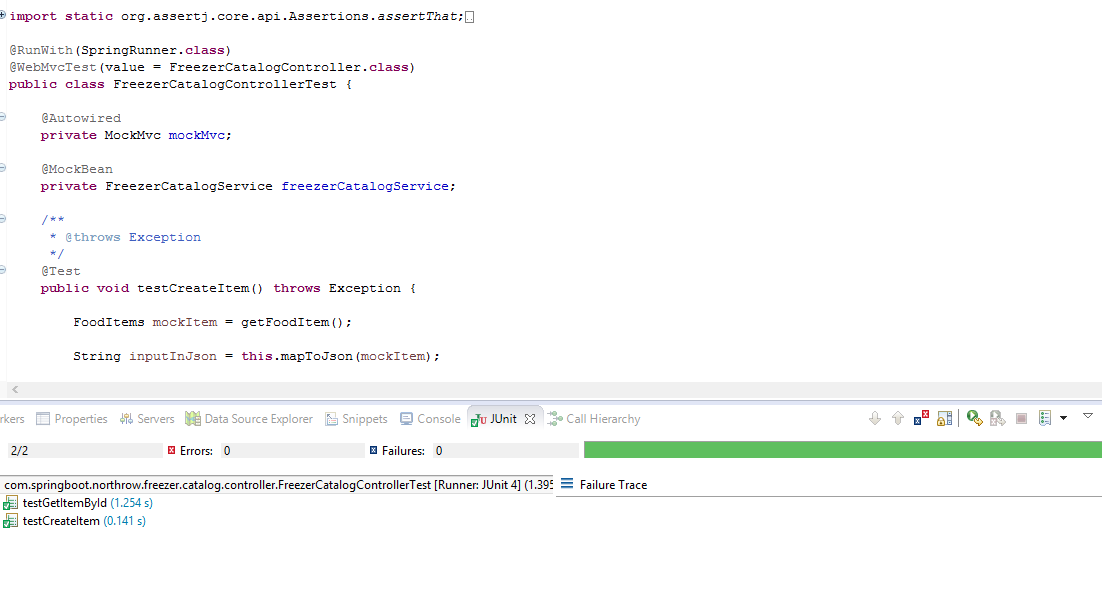 import static org.assertj.core.api.Assertions.assertThat;
@RunWith(SpringRunner.class)
@WebMvcTest(value = FreezerCatalogController.class)
public class FreezerCatalogControllerTest {
@Autowired
private MockMvc mockMvc;
@MockBean
private FreezerCatalogService freezerCatalogService;
/**
* @throws Exception
*/
@Test
public void testCreateItem() throws Exception {
FoodItems mockItem = getFoodItem();
String inputInJson = this.mapToJson(mockItem);
rkers Properties Servers Data Source Explorer Snippets Console JUnit Call Hierarchy
2/2 Errors: 0 Failures: 0
com.springboot.northrow.freezer.catalog.controller.FreezerCatalogControllerTest [Runner: JUnit 4] (1.395 Failure Trace
testGetItemById (1.254 s)
testCreateItem (0.141 s)